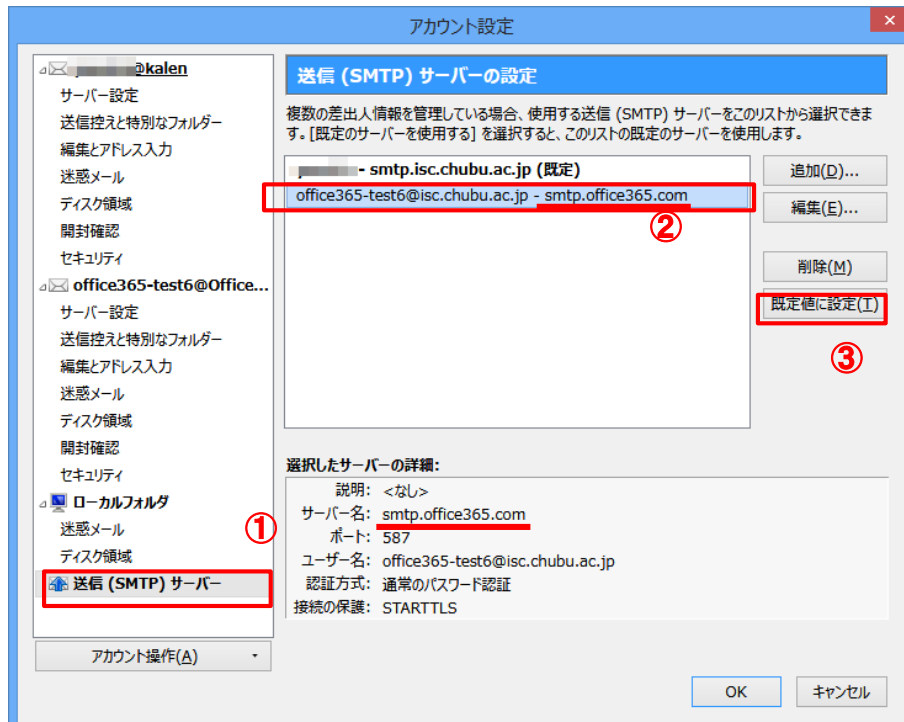 アカウント設定
×
@kalen
サーバー設定
送信控えと特別なフォルダー
編集とアドレス入力
迷惑メール
ディスク領域
開封確認
セキュリティ
office365-test6@Office...
サーバー設定
送信控えと特別なフォルダー
編集とアドレス入力
迷惑メール
ディスク領域
開封確認
セキュリティ
ローカルフォルダ
迷惑メール
ディスク領域
①
送信 (SMTP) サーバー
アカウント操作(A)
送信 (SMTP) サーバーの設定
複数の差出人情報を管理している場合、使用する送信 (SMTP) サーバーをこのリストから選択できま
す。[既定のサーバーを使用する] を選択すると、このリストの既定のサーバーを使用します。
- smtp.isc.chubu.ac.jp (既定)
office365-test6@isc.chubu.ac.jp - smtp.office365.com
②
追加(D)...
編集(E)...
削除(M)
既定値に設定(T)
③
選択したサーバーの詳細:
説明: <なし>
サーバー名: smtp.office365.com
ポート: 587
ユーザー名: office365-test6@isc.chubu.ac.jp
認証方式: 通常のパスワード認証
接続の保護: STARTTLS
OK
キャンセル